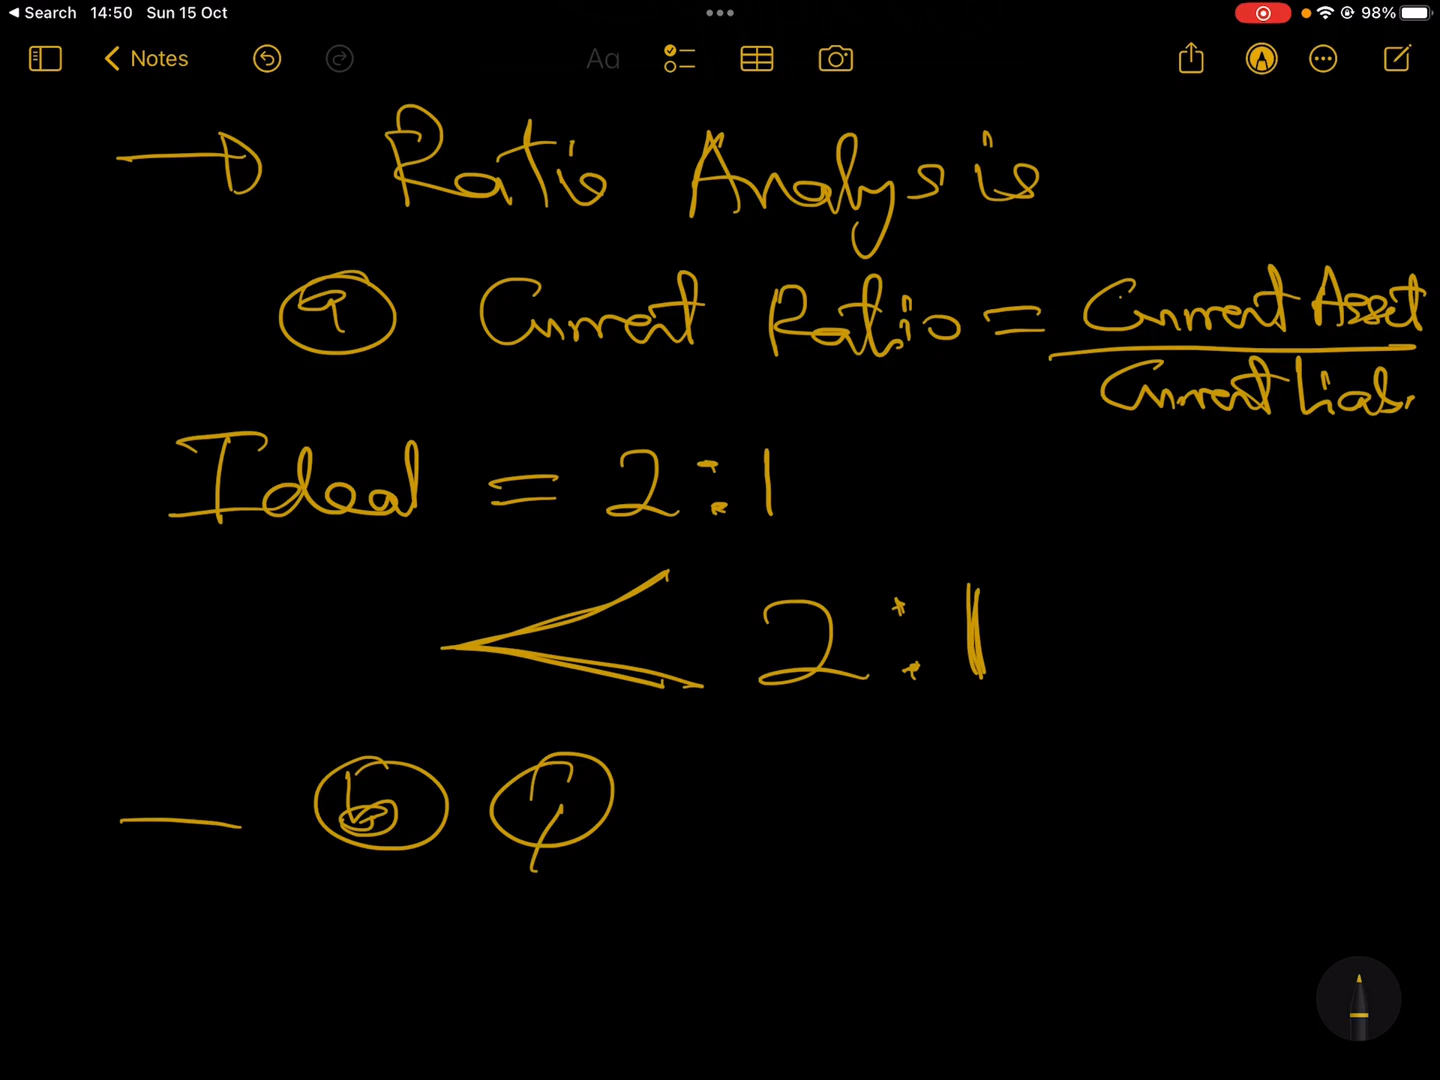 Search 14:50 Sun 15 Oct 98%
Notes Aa
Ratio Analysis
a Current Ratio = Current Asset
Current Liab.
Ideal = 2:1
< 2:1
— b